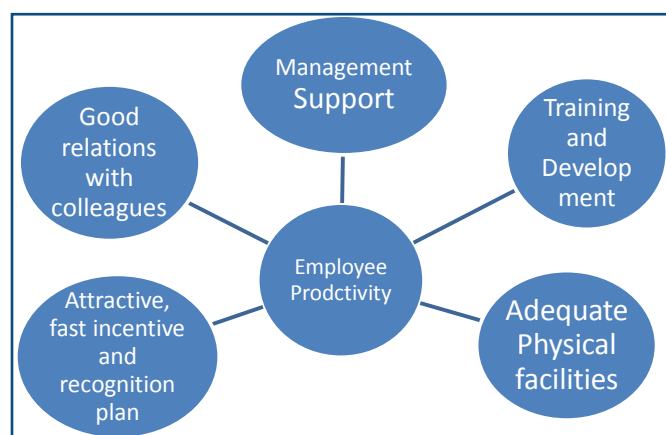 Management
Support
Good
relations
with
colleagues
Training
and
Develop
ment
Employee
Prodctivity
Attractive,
fast incentive
and
recognition
plan
Adequate
Physical
facilities